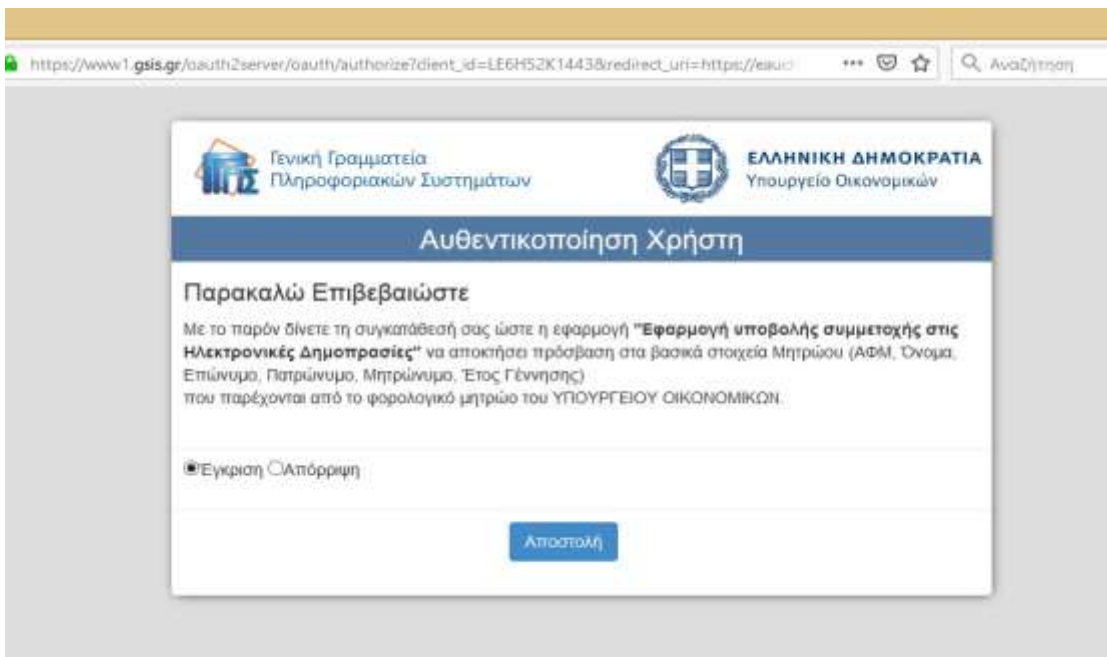 https://www1.gsis.gr/oauth2server/oauth/authorize?client_id=LE6H52K1443&redirect_uri=https://eauct
Αναζήτηση
Γενική Γραμματεία
Πληροφοριακών Συστημάτων
ΕΛΛΗΝΙΚΗ ΔΗΜΟΚΡΑΤΙΑ
Υπουργείο Οικονομικών
Αυθεντικοποίηση Χρήστη
Παρακαλώ Επιβεβαιώστε
Με το παρόν δίνετε τη συγκατάθεσή σας ώστε η εφαρμογή "Εφαρμογή υποβολής συμμετοχής στις
Ηλεκτρονικές Δημοπρασίες" να αποκτήσει πρόσβαση στα βασικά στοιχεία Μητρώου (ΑΦΜ, Όνομα,
Επώνυμο, Πατρώνυμο, Μητρώνυμο, Έτος Γέννησης)
που παρέχονται από το φορολογικό μητρώο του ΥΠΟΥΡΓΕΙΟΥ ΟΙΚΟΝΟΜΙΚΩΝ.
Έγκριση Απόρριψη
Αποστολή